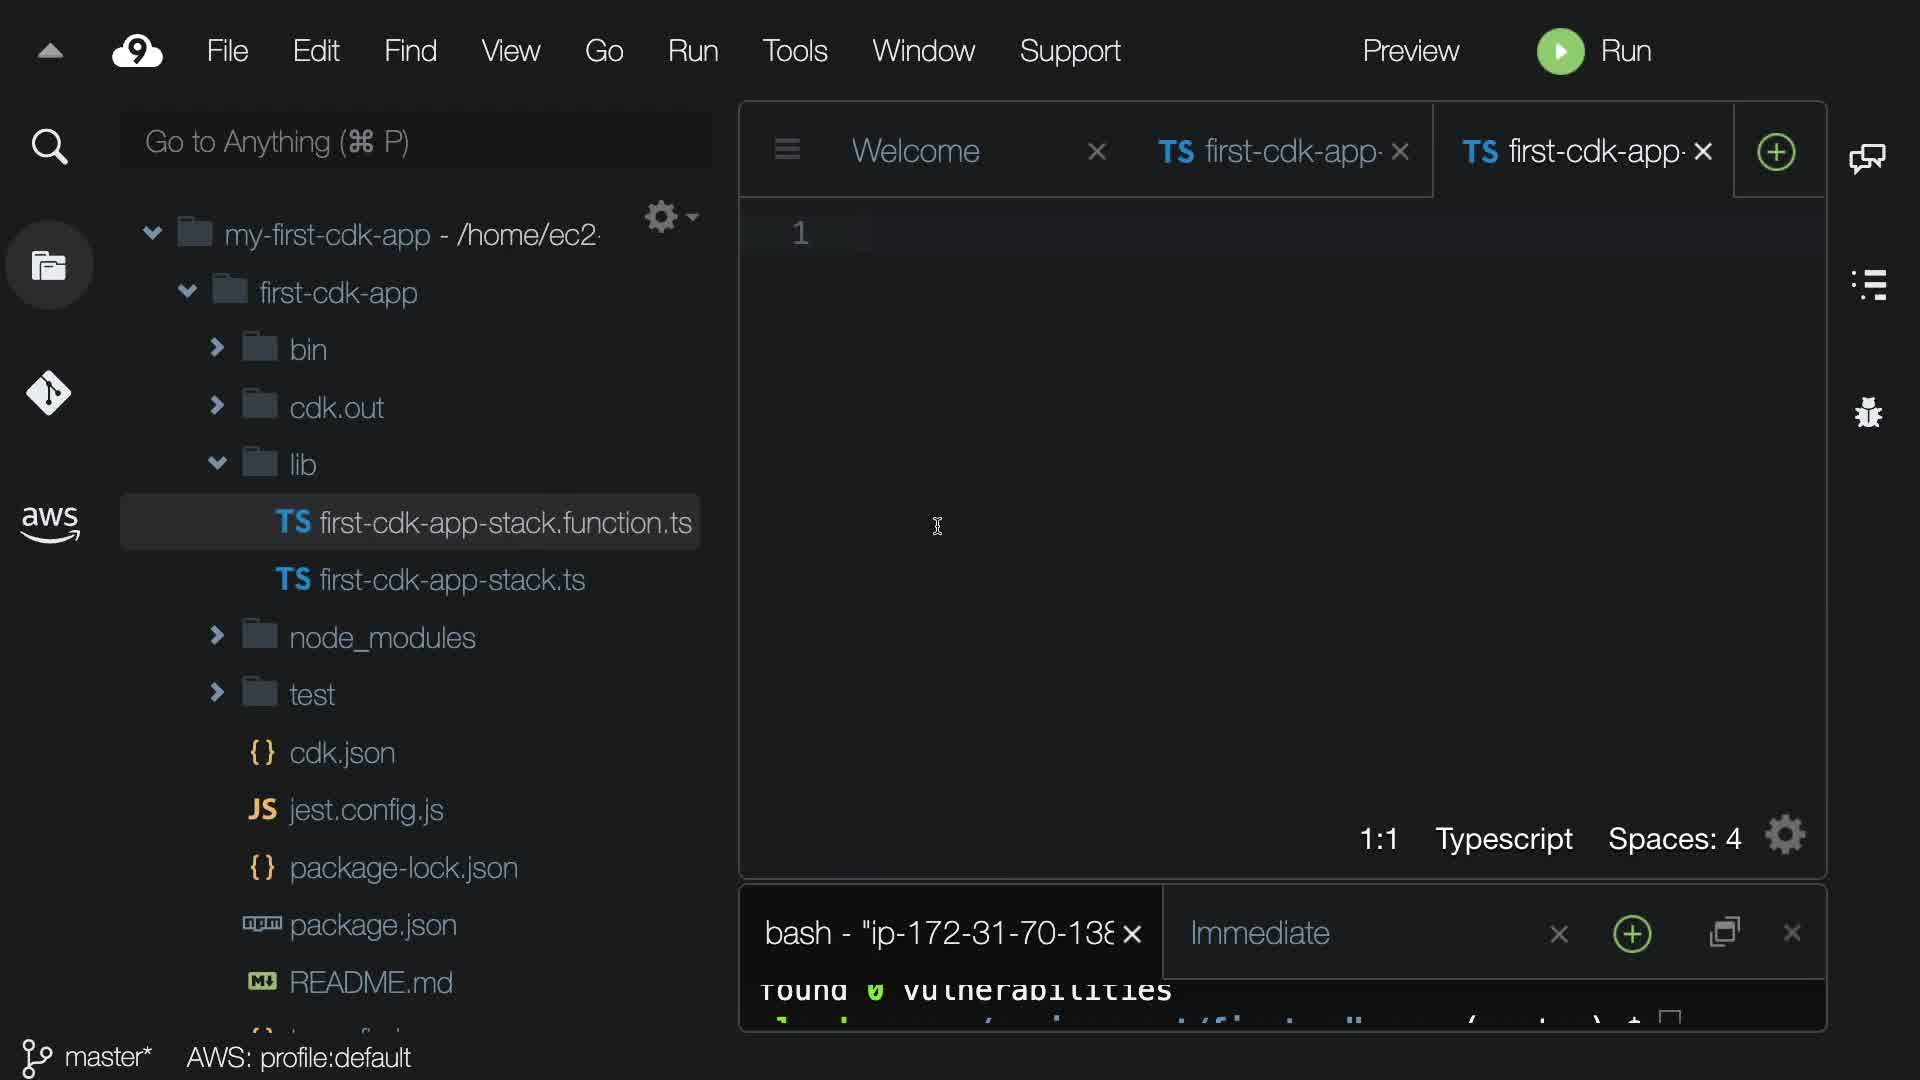 9 File Edit Find View Go Run Tools Window Support Preview Run
Go to Anything (⌘ P)
Welcome
TS first-cdk-app-
TS first-cdk-app-
1
my-first-cdk-app - /home/ec2-
first-cdk-app
bin
cdk.out
lib
aws
TS first-cdk-app-stack.function.ts
TS first-cdk-app-stack.ts
node_modules
test
{} cdk.json
JS jest.config.js
{} package-lock.json
package.json
M↓ README.md
1:1 Typescript Spaces: 4
bash - "ip-172-31-70-138
Immediate
found 0 vulnerabilities
master* AWS: profile:default